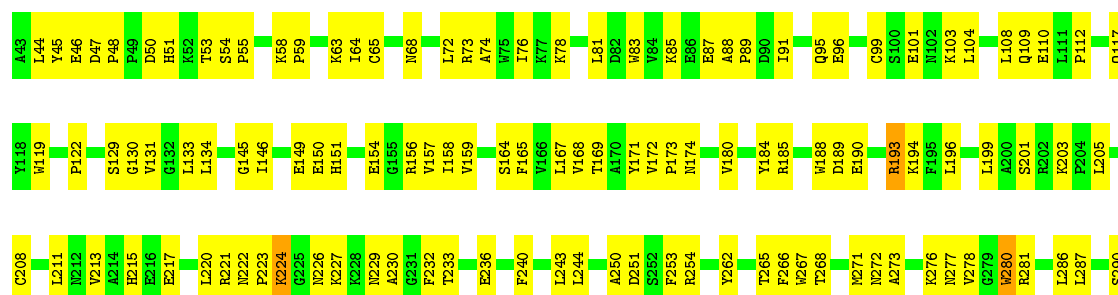 A43 L44 Y45 E46 D47 P48 P49 D50 H51 K52 T53 S54 P55 K58 P59 K63 I64 C65 N68 L72 R73 A74 W75 I76 K77 K78 L81 D82 W83 V84 K85 E86 E87 A88 P89 D90 I91 Q95 E96 C99 S100 E101 N102 K103 L104 L108 Q109 E110 L111 P112
Y118 W119 P122 S129 G130 V131 G132 L133 L134 G145 I146 E149 E150 H151 E154 G155 R156 V157 I158 V159 S164 F165 V166 L167 V168 T169 A170 Y171 V172 P173 N174 V180 Y184 R185 W188 D189 E190 R193 K194 F195 L196 L199 A200 S201 R202 K203 P204 L205
C208 L211 N212 V213 A214 H215 E216 E217 L220 R221 N222 P223 K224 G225 N226 K227 K228 N229 A230 G231 F232 T233 E236 F240 L243 L244 A250 D251 S252 F253 R254 Y262 T265 F266 W267 T268 M271 N272 A273 K276 N277 V278 G279 W280 R281 L286 L287